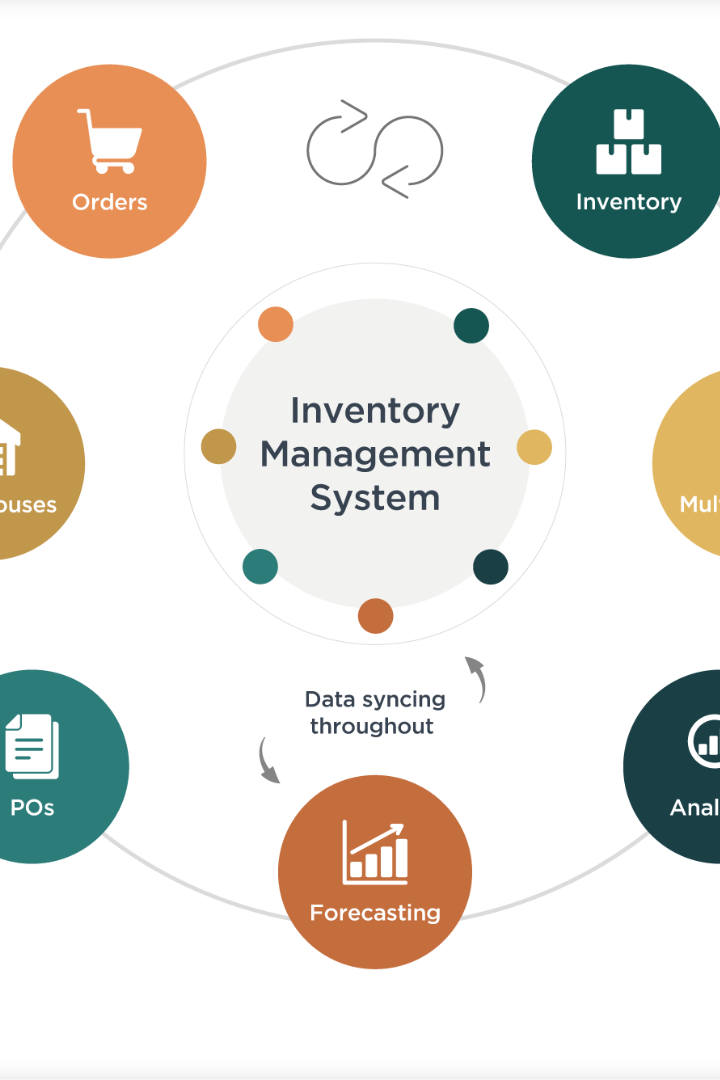 Orders
Inventory
Inventory
Management
System
Data syncing
throughout
POs
Forecasting